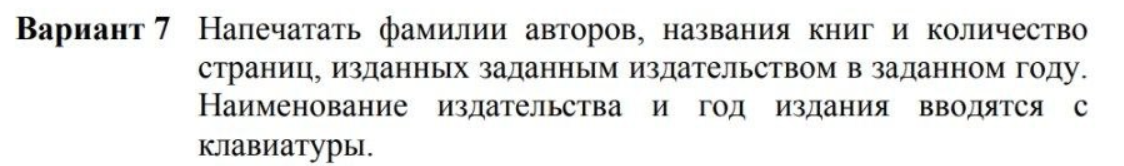 Вариант 7 Напечатать фамилии авторов, названия книг и количество
страниц, изданных заданным издательством в заданном году.
Наименование издательства и год издания вводятся с
клавиатуры.